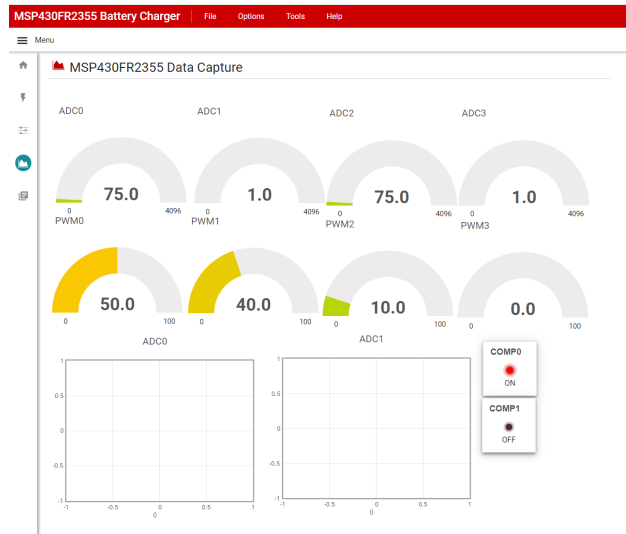 MSP430FR2355 Battery Charger File Options Tools Help
Menu
MSP430FR2355 Data Capture
ADC0 ADC1 ADC2 ADC3
75.0 1.0 75.0 1.0
0 4096 0 4096 0 4096 0 4096
PWM0 PWM1 PWM2 PWM3
50.0 40.0 10.0 0.0
0 100 0 100 0 100 0 100
ADC0 ADC1
COMP0
ON
COMP1
OFF
1
0.5
0
-0.5
-1
-1 -0.5 0 0.5 1
0
1
0.5
0
-0.5
-1
-1 -0.5 0 0.5 1
0